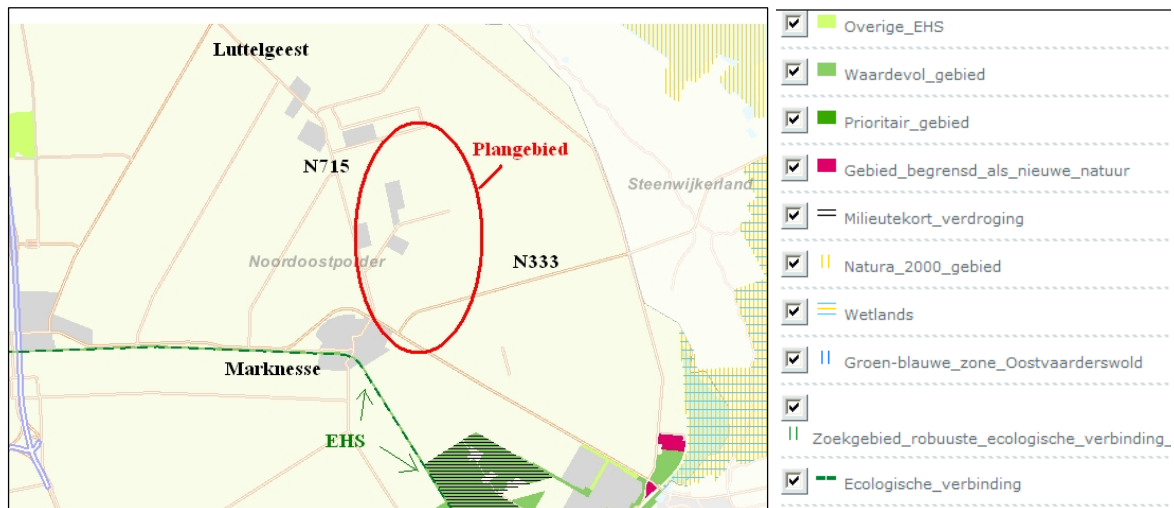 Luttelgeest
Plangebied
N715
Steenwijkerland
Noordoostpolder
N333
Marknesse
EHS
Overige_EHS
Waardevol_gebied
Prioritair_gebied
Gebied_begrensd_als_nieuwe_natuur
Milieutekort_verdroging
Natura_2000_gebied
Wetlands
Groen-blauwe_zone_Oostvaarderswold
Zoekgebied_robuuste_ecologische_verbinding_
Ecologische_verbinding